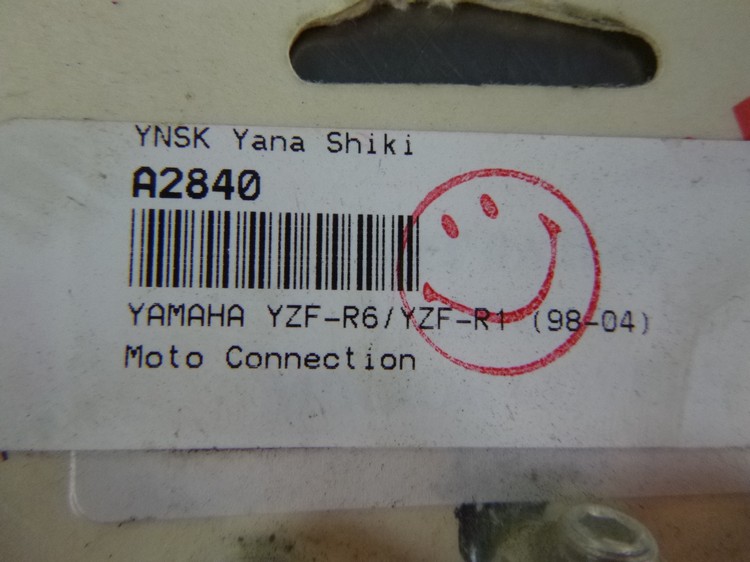 YNSK Yana Shiki
A2840
YAMAHA YZF-R6/YZF-R1 (98-04)
Moto Connection